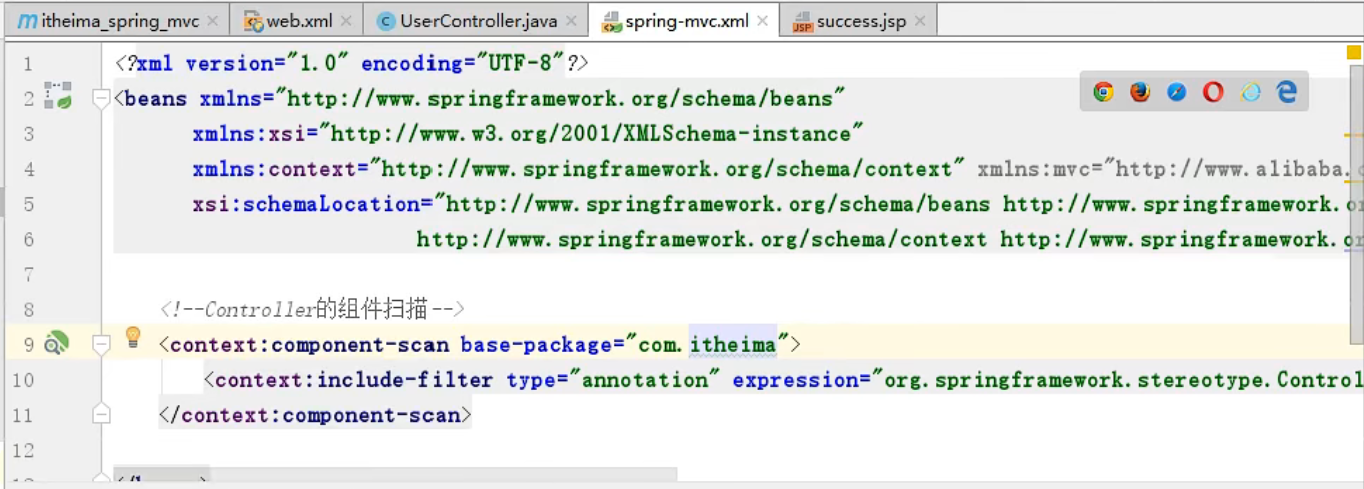 itheima_spring_mvc × web.xml × UserController.java × spring-mvc.xml × success.jsp ×
1 <?xml version="1.0" encoding="UTF-8"?>
2 <beans xmlns="http://www.springframework.org/schema/beans"
3 xmlns:xsi="http://www.w3.org/2001/XMLSchema-instance"
4 xmlns:context="http://www.springframework.org/schema/context" xmlns:mvc="http://www.alibaba.
5 xsi:schemaLocation="http://www.springframework.org/schema/beans http://www.springframework.or
6 http://www.springframework.org/schema/context http://www.springframework.org
7
8 <!--Controller的组件扫描-->
9 <context:component-scan base-package="com.itheima">
10 <context:include-filter type="annotation" expression="org.springframework.stereotype.Control
11 </context:component-scan>
12